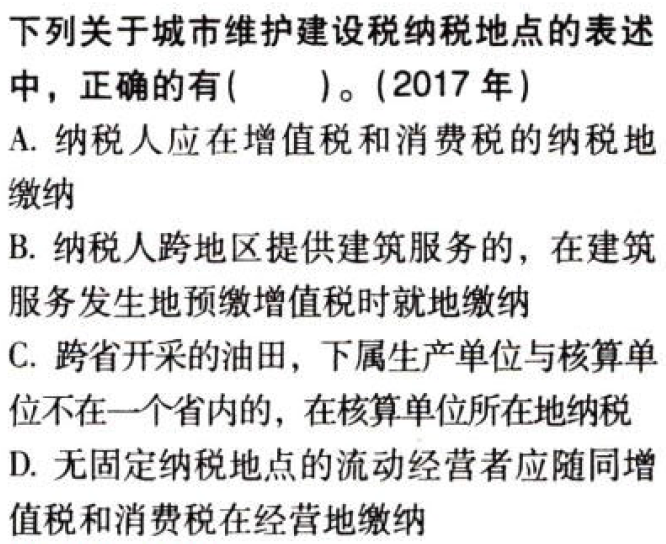 下列关于城市维护建设税纳税地点的表述
中，正确的有(　　)。(2017 年)
A. 纳税人应在增值税和消费税的纳税地
缴纳
B. 纳税人跨地区提供建筑服务的，在建筑
服务发生地预缴增值税时就地缴纳
C. 跨省开采的油田，下属生产单位与核算单
位不在一个省内的，在核算单位所在地纳税
D. 无固定纳税地点的流动经营者应随同增
值税和消费税在经营地缴纳